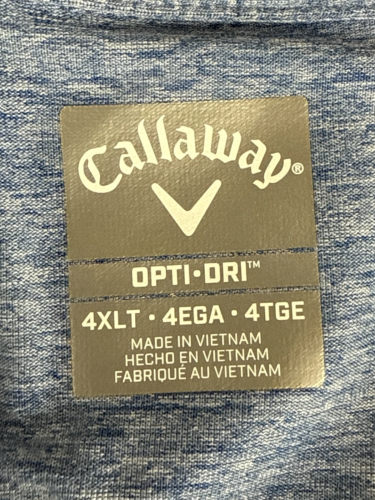 Callaway®
OPTI•DRI™
4XLT • 4EGA • 4TGE
MADE IN VIETNAM
HECHO EN VIETNAM
FABRIQUÉ AU VIETNAM